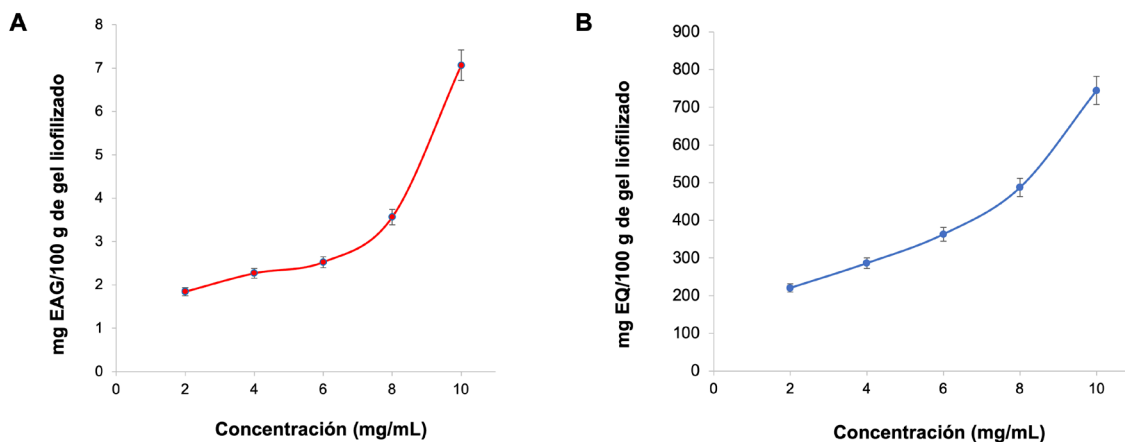 A
mg EAG/100 g de gel liofilizado
8
7
6
5
4
3
2
1
0
0 2 4 6 8 10
Concentración (mg/mL)
B
mg EQ/100 g de gel liofilizado
900
800
700
600
500
400
300
200
100
0
0 2 4 6 8 10
Concentración (mg/mL)